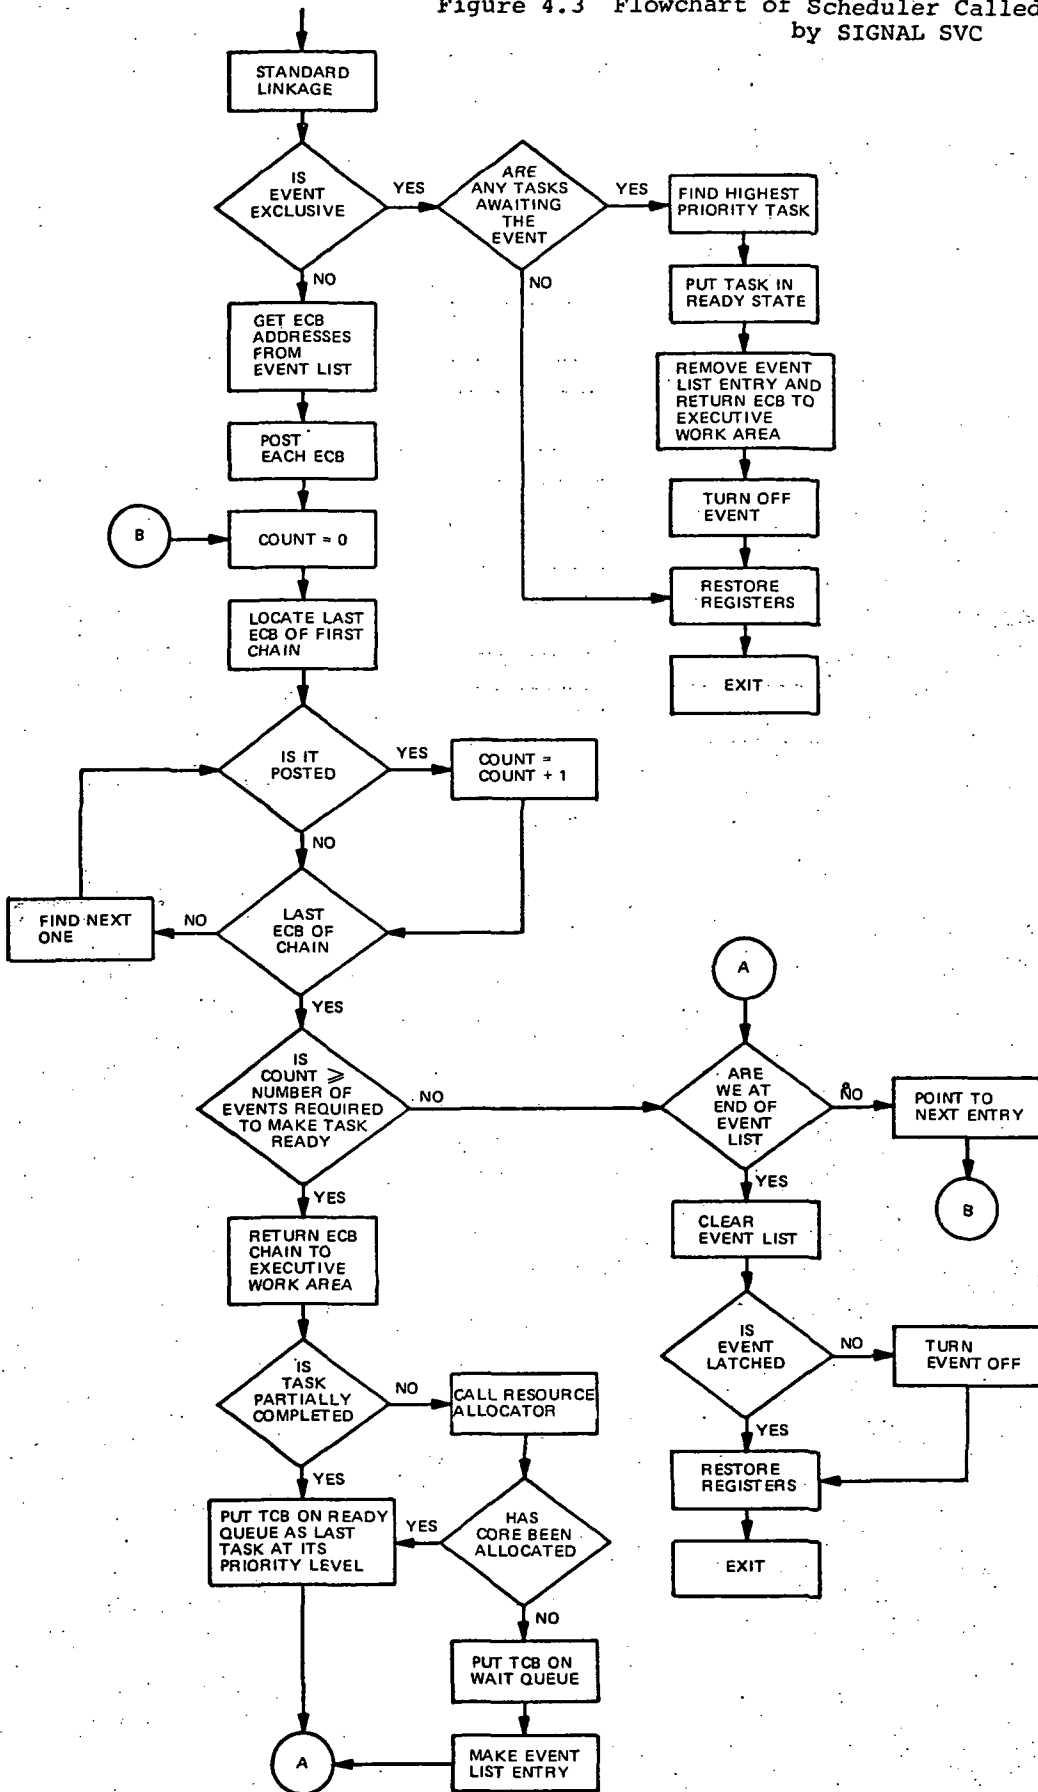 Figure 4.3 Flowchart of Scheduler Called
by SIGNAL SVC
STANDARD
LINKAGE
IS
EVENT
EXCLUSIVE
YES
ARE
ANY TASKS
AWAITING
THE
EVENT
YES
FIND HIGHEST
PRIORITY TASK
NO
NO
PUT TASK IN
READY STATE
GET ECB
ADDRESSES
FROM
EVENT LIST
REMOVE EVENT
LIST ENTRY AND
RETURN ECB TO
EXECUTIVE
WORK AREA
POST
EACH ECB
TURN OFF
EVENT
B
COUNT = 0
RESTORE
REGISTERS
LOCATE LAST
ECB OF FIRST
CHAIN
EXIT
IS IT
POSTED
YES
COUNT =
COUNT + 1
NO
FIND NEXT
ONE
NO
LAST
ECB OF
CHAIN
YES
A
IS
COUNT ⩾
NUMBER OF
EVENTS REQUIRED
TO MAKE TASK
READY
NO
ARE
WE AT
END OF
EVENT
LIST
NO
POINT TO
NEXT ENTRY
YES
YES
B
RETURN ECB
CHAIN TO
EXECUTIVE
WORK AREA
CLEAR
EVENT LIST
IS
TASK
PARTIALLY
COMPLETED
NO
CALL RESOURCE
ALLOCATOR
IS
EVENT
LATCHED
NO
TURN
EVENT OFF
YES
YES
PUT TCB ON READY
QUEUE AS LAST
TASK AT ITS
PRIORITY LEVEL
YES
HAS
CORE BEEN
ALLOCATED
RESTORE
REGISTERS
EXIT
NO
PUT TCB ON
WAIT QUEUE
A
MAKE EVENT
LIST ENTRY